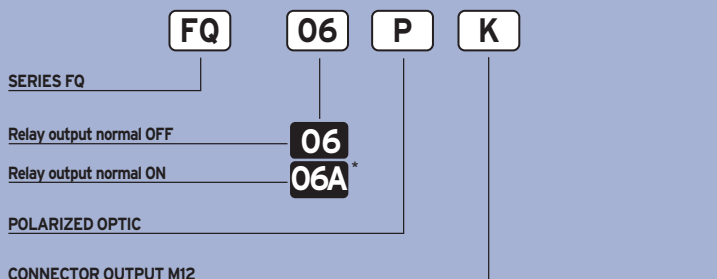 FQ 06 P K
SERIES FQ
Relay output normal OFF 06
Relay output normal ON 06A*
POLARIZED OPTIC
CONNECTOR OUTPUT M12